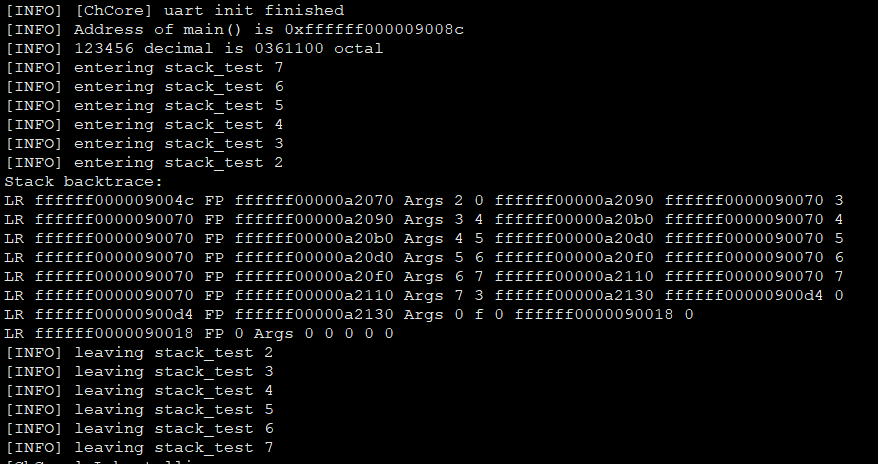 [INFO] [ChCore] uart init finished
[INFO] Address of main() is 0xffffff000009008c
[INFO] 123456 decimal is 0361100 octal
[INFO] entering stack_test 7
[INFO] entering stack_test 6
[INFO] entering stack_test 5
[INFO] entering stack_test 4
[INFO] entering stack_test 3
[INFO] entering stack_test 2
Stack backtrace:
LR ffffff000009004c FP ffffff00000a2070 Args 2 0 ffffff00000a2090 ffffff0000090070 3
LR ffffff0000090070 FP ffffff00000a2090 Args 3 4 ffffff00000a20b0 ffffff0000090070 4
LR ffffff0000090070 FP ffffff00000a20b0 Args 4 5 ffffff00000a20d0 ffffff0000090070 5
LR ffffff0000090070 FP ffffff00000a20d0 Args 5 6 ffffff00000a20f0 ffffff0000090070 6
LR ffffff0000090070 FP ffffff00000a20f0 Args 6 7 ffffff00000a2110 ffffff0000090070 7
LR ffffff0000090070 FP ffffff00000a2110 Args 7 3 ffffff00000a2130 ffffff00000900d4 0
LR ffffff00000900d4 FP ffffff00000a2130 Args 0 f 0 ffffff0000090018 0
LR ffffff0000090018 FP 0 Args 0 0 0 0 0
[INFO] leaving stack_test 2
[INFO] leaving stack_test 3
[INFO] leaving stack_test 4
[INFO] leaving stack_test 5
[INFO] leaving stack_test 6
[INFO] leaving stack_test 7